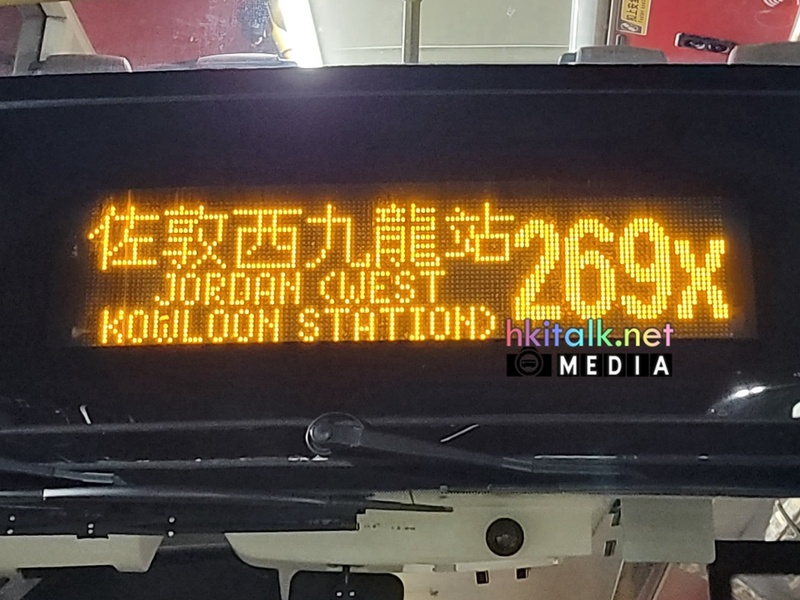 佐敦西九龍站
JORDAN (WEST
KOWLOON STATION)
269X
hkitalk.net
MEDIA